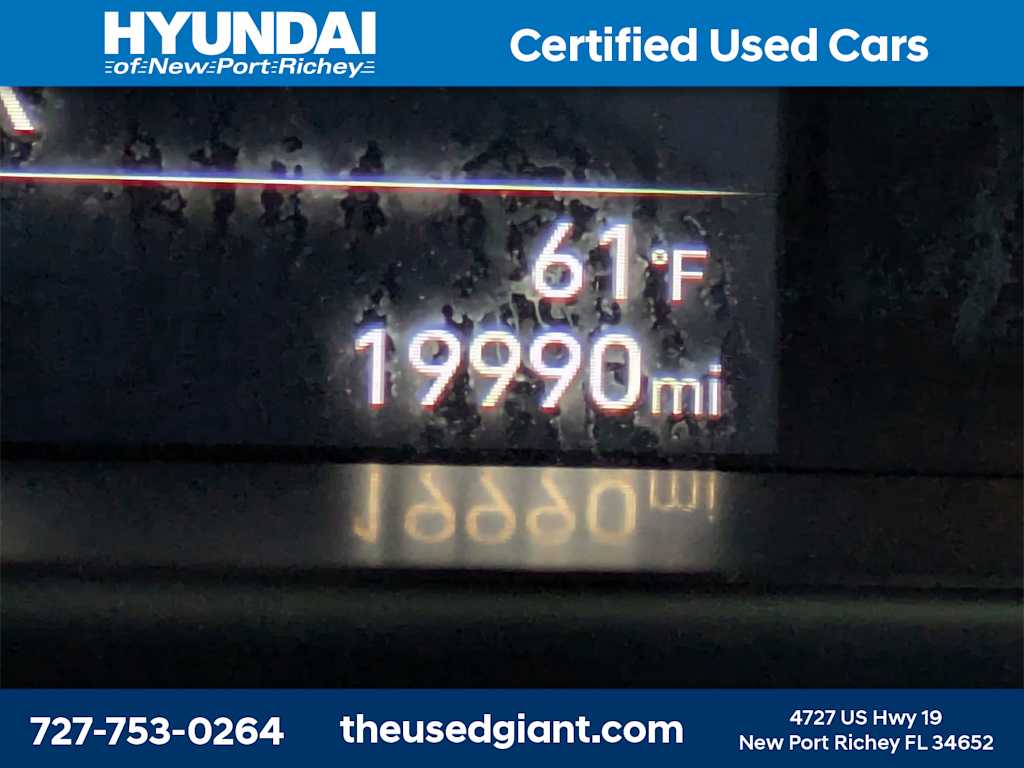 HYUNDAI
of New Port Richey
Certified Used Cars
61 °F
19990 mi
727-753-0264
theusedgiant.com
4727 US Hwy 19
New Port Richey FL 34652